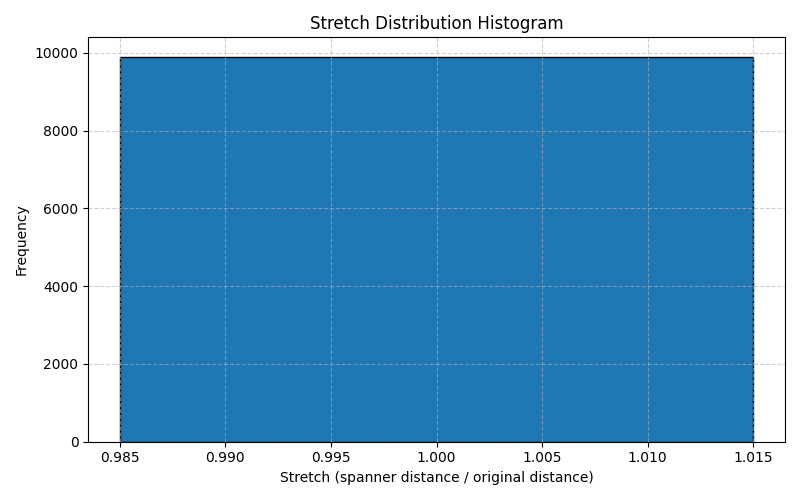 Stretch Distribution Histogram
10000
8000
6000
4000
2000
0
Frequency
0.985 0.990 0.995 1.000 1.005 1.010 1.015
Stretch (spanner distance / original distance)